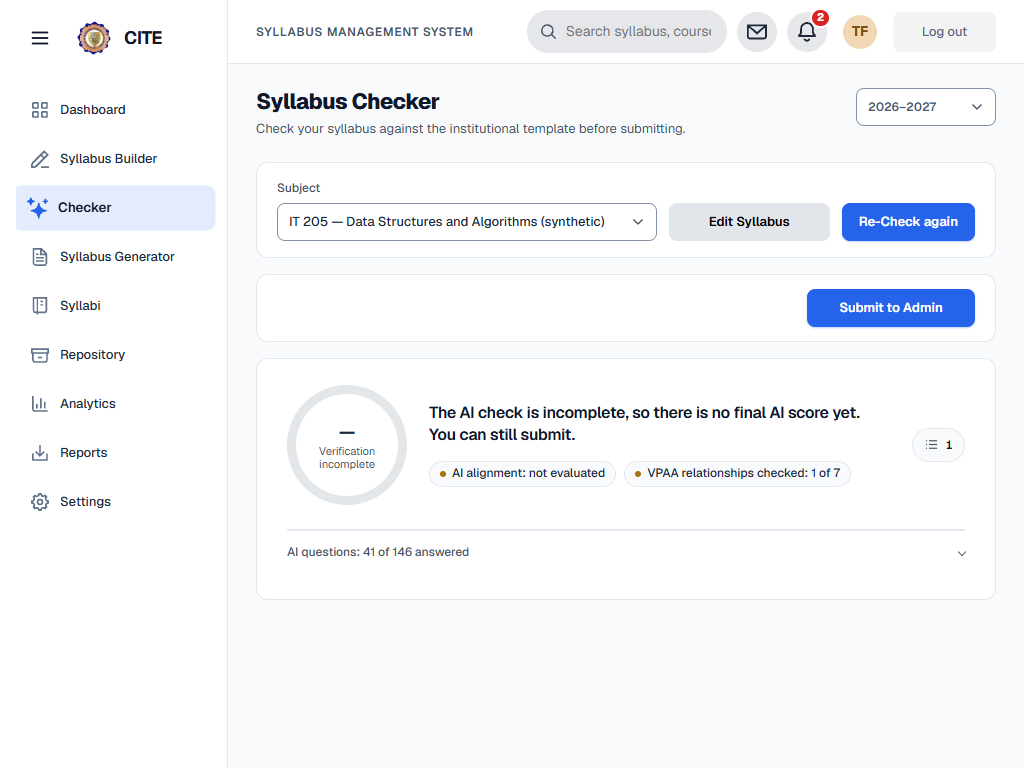 CITE
SYLLABUS MANAGEMENT SYSTEM
Search syllabus, course
2
TF
Log out
Dashboard
Syllabus Builder
Checker
Syllabus Generator
Syllabi
Repository
Analytics
Reports
Settings
Syllabus Checker
Check your syllabus against the institutional template before submitting.
2026–2027
Subject
IT 205 — Data Structures and Algorithms (synthetic)
Edit Syllabus
Re-Check again
Submit to Admin
—
Verification
incomplete
The AI check is incomplete, so there is no final AI score yet.
You can still submit.
AI alignment: not evaluated
VPAA relationships checked: 1 of 7
1
AI questions: 41 of 146 answered